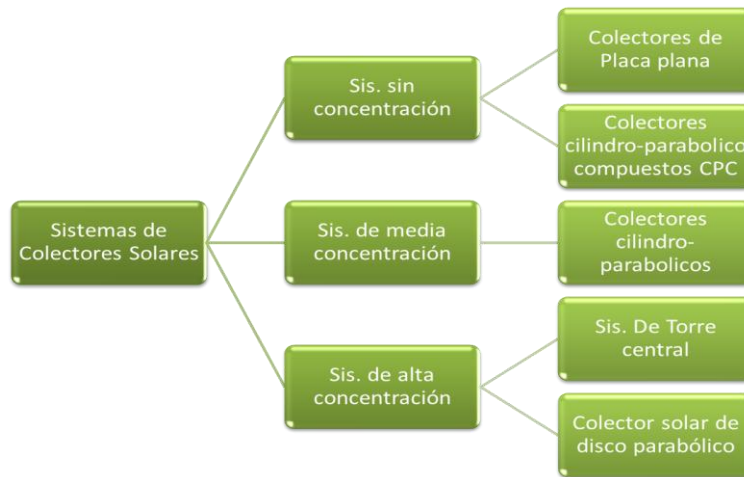 Sistemas de
Colectores Solares
Sis. sin
concentración
Colectores de
Placa plana
Colectores
cilindro-parabolico
compuestos CPC
Sis. de media
concentración
Colectores
cilindro-
parabolicos
Sis. de alta
concentración
Sis. De Torre
central
Colector solar de
disco parabólico